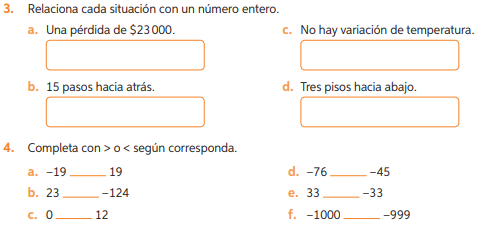 3. Relaciona cada situación con un número entero.
a. Una pérdida de $23 000.
c. No hay variación de temperatura.
b. 15 pasos hacia atrás.
d. Tres pisos hacia abajo.
4. Completa con > o < según corresponda.
a. –19 ______ 19
d. –76 ______ –45
b. 23 ______ –124
e. 33 ______ –33
c. 0 ______ 12
f. –1000 ______ –999